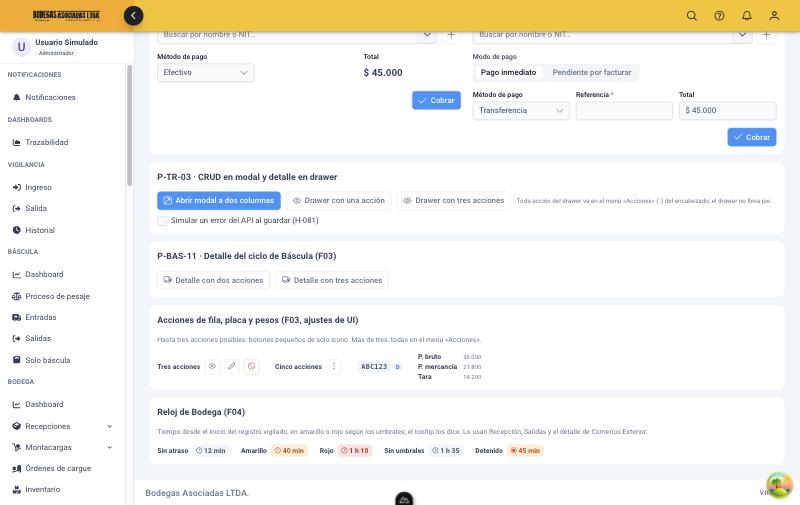 BODEGAS ASOCIADAS LTDA.
U
Usuario Simulado
Administrador
NOTIFICACIONES
Notificaciones
DASHBOARDS
Trazabilidad
VIGILANCIA
Ingreso
Salida
Historial
BÁSCULA
Dashboard
Proceso de pesaje
Entradas
Salidas
Solo báscula
BODEGA
Dashboard
Recepciones
Montacargas
Órdenes de cargue
Inventario
Buscar por nombre o NIT...
Método de pago
Total
Efectivo
$ 45.000
Cobrar
Buscar por nombre o NIT...
Modo de pago
Pago inmediato
Pendiente por facturar
Método de pago
Referencia *
Total
Transferencia
$ 45.000
Cobrar
P-TR-03 · CRUD en modal y detalle en drawer
Abrir modal a dos columnas
Drawer con una acción
Drawer con tres acciones
Toda acción del drawer va en el menú «Acciones» (⋮) del encabezado; el drawer no lleva pie.
Simular un error del API al guardar (H-081)
P-BAS-11 · Detalle del ciclo de Báscula (F03)
Detalle con dos acciones
Detalle con tres acciones
Acciones de fila, placa y pesos (F03, ajustes de UI)
Hasta tres acciones posibles: botones pequeños de solo icono. Más de tres: todas en el menú «Acciones».
Tres acciones
Cinco acciones
ABC123
P. bruto 36.000
P. mercancía 21.800
Tara 14.200
Reloj de Bodega (F04)
Tiempo desde el inicio del registro vigilado, en amarillo o rojo según los umbrales; el tooltip los dice. Lo usan Recepción, Salidas y el detalle de Comercio Exterior.
Sin atraso 12 min Amarillo 40 min Rojo 1 h 10 Sin umbrales 1 h 35 Detenido 45 min
Bodegas Asociadas LTDA.